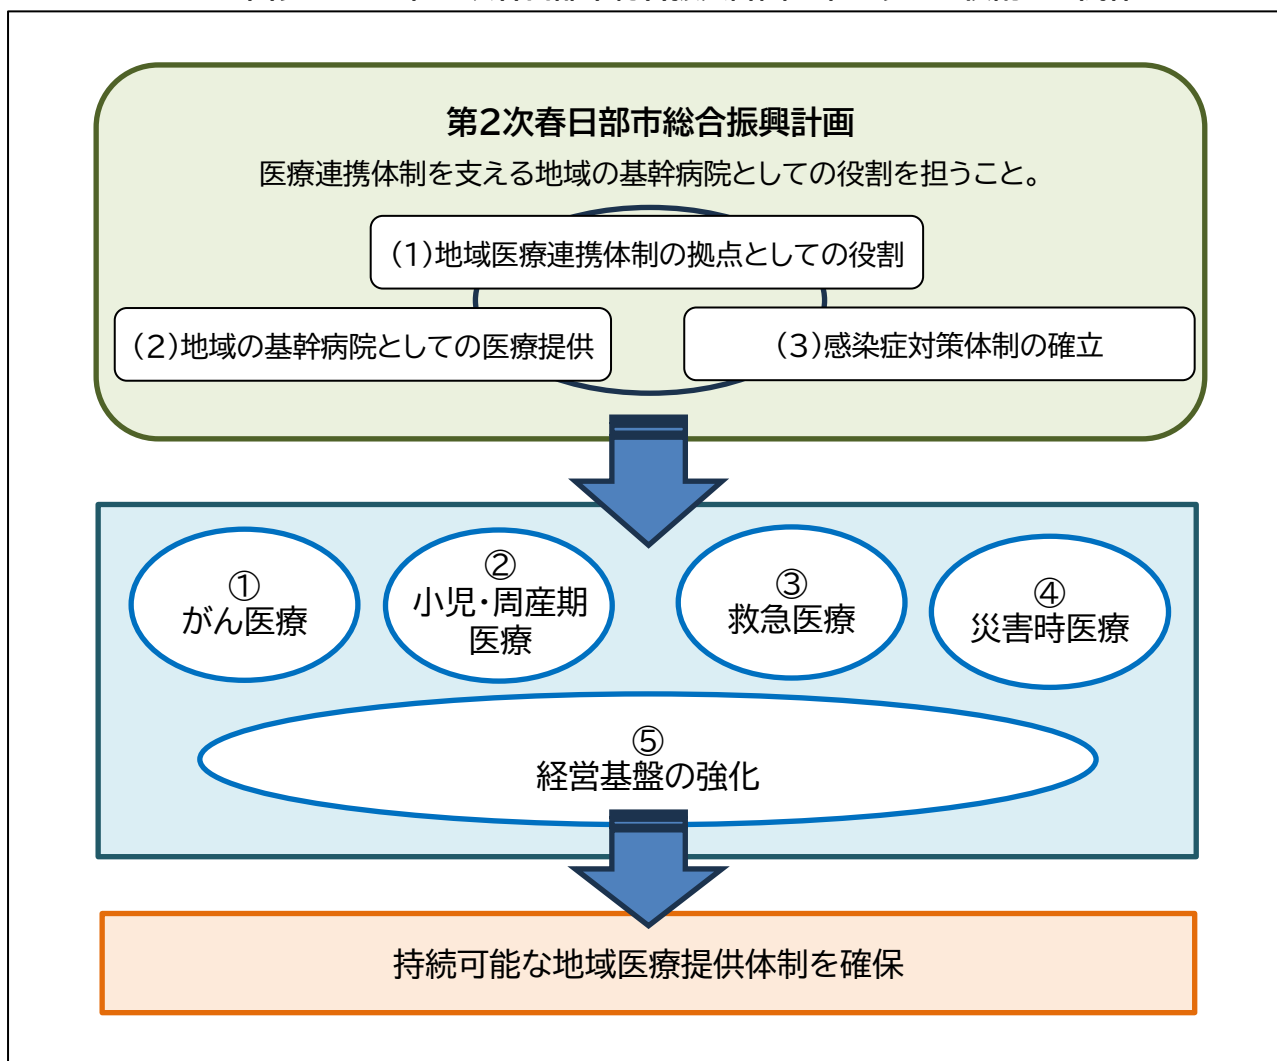 第2次春日部市総合振興計画
医療連携体制を支える地域の基幹病院としての役割を担うこと。
(1)地域医療連携体制の拠点としての役割
(2)地域の基幹病院としての医療提供
(3)感染症対策体制の確立
①
がん医療
②
小児・周産期
医療
③
救急医療
④
災害時医療
⑤
経営基盤の強化
持続可能な地域医療提供体制を確保